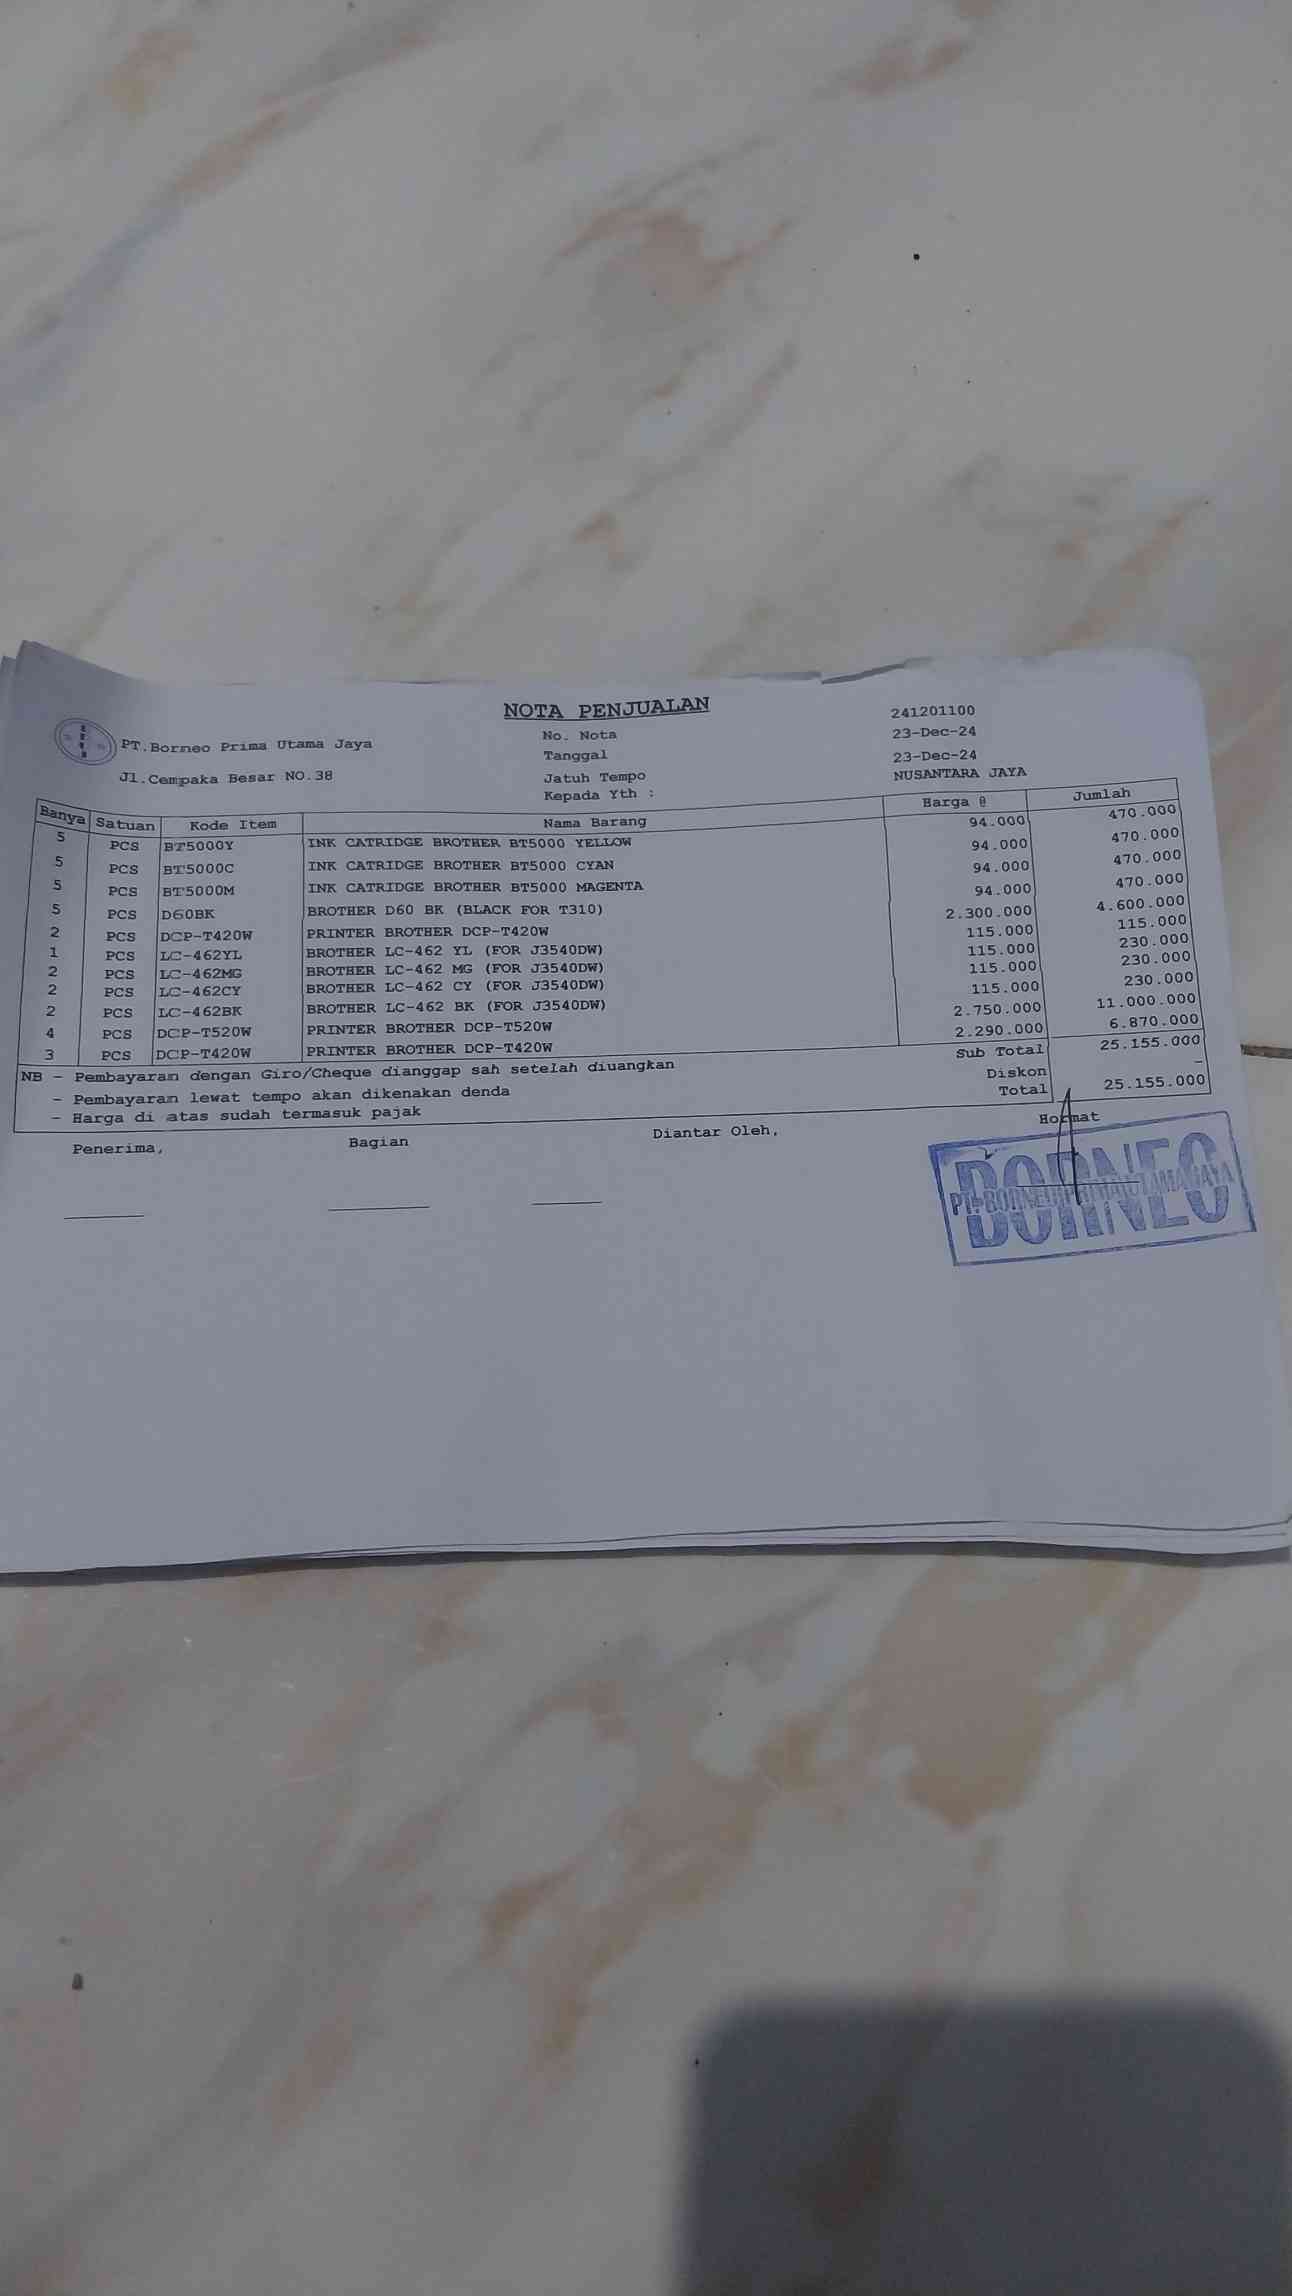 NOTA PENJUALAN
PT.Borneo Prima Utama Jaya
Jl.Cempaka Besar NO.38
No. Nota 241201100
Tanggal 23-Dec-24
Jatuh Tempo 23-Dec-24
Kepada Yth : NUSANTARA JAYA
Banya Satuan Kode Item Nama Barang Harga @ Jumlah
5 PCS BT5000Y INK CATRIDGE BROTHER BT5000 YELLOW 94.000 470.000
5 PCS BT5000C INK CATRIDGE BROTHER BT5000 CYAN 94.000 470.000
5 PCS BT5000M INK CATRIDGE BROTHER BT5000 MAGENTA 94.000 470.000
5 PCS D60BK BROTHER D60 BK (BLACK FOR T310) 94.000 470.000
2 PCS DCP-T420W PRINTER BROTHER DCP-T420W 2.300.000 4.600.000
1 PCS LC-462YL BROTHER LC-462 YL (FOR J3540DW) 115.000 115.000
2 PCS LC-462MG BROTHER LC-462 MG (FOR J3540DW) 115.000 230.000
2 PCS LC-462CY BROTHER LC-462 CY (FOR J3540DW) 115.000 230.000
2 PCS LC-462BK BROTHER LC-462 BK (FOR J3540DW) 115.000 230.000
4 PCS DCP-T520W PRINTER BROTHER DCP-T520W 2.750.000 11.000.000
3 PCS DCP-T420W PRINTER BROTHER DCP-T420W 2.290.000 6.870.000
NB - Pembayaran dengan Giro/Cheque dianggap sah setelah diuangkan Sub Total 25.155.000
- Pembayaran lewat tempo akan dikenakan denda Diskon -
- Harga di atas sudah termasuk pajak Total 25.155.000
Penerima, Bagian Diantar Oleh, Hormat
BORNEO
PT. BORNEO PRIMA UTAMA JAYA